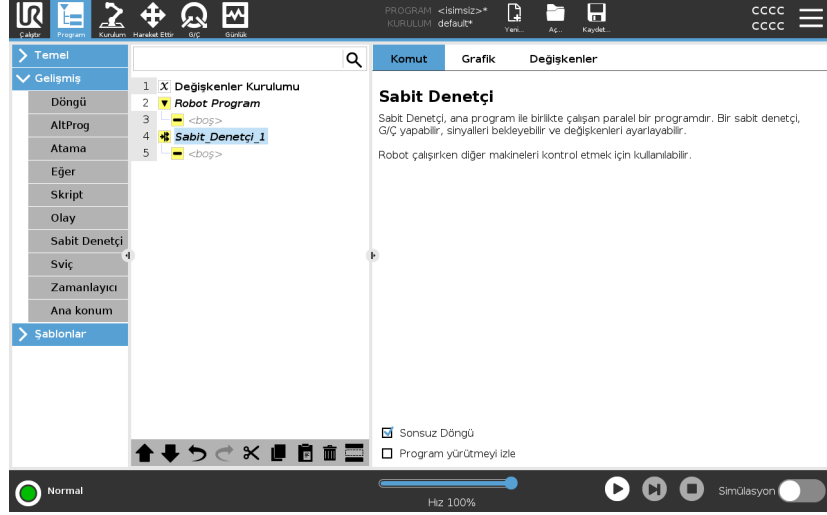 PROGRAM <isimsiz>*
KURULUM default*
Çalıştır Program Kurulum Hareket Ettir G/Ç Günlük
Yeni... Aç... Kaydet...
CCCC
CCCC
Temel
Gelişmiş
Döngü
AltProg
Atama
Eğer
Skript
Olay
Sabit Denetçi
Sviç
Zamanlayıcı
Ana konum
Şablonlar
1 X Değişkenler Kurulumu
2 Robot Program
3 <boş>
4 Sabit_Denetçi_1
5 <boş>
Komut Grafik Değişkenler
Sabit Denetçi
Sabit Denetçi, ana program ile birlikte çalışan paralel bir programdır. Bir sabit denetçi,
G/Ç yapabilir, sinyalleri bekleyebilir ve değişkenleri ayarlayabilir.
Robot çalışırken diğer makineleri kontrol etmek için kullanılabilir.
Sonsuz Döngü
Program yürütmeyi izle
Normal
Hız 100%
Simülasyon